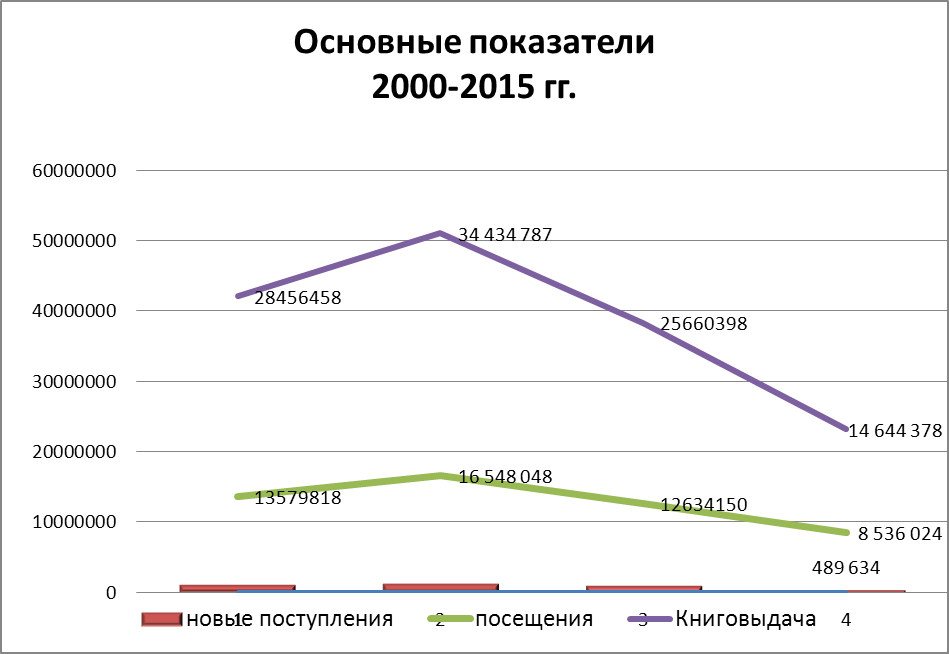 Основные показатели
2000-2015 гг.
60000000
50000000
34 434 787
28456458
40000000
25660398
30000000
20000000
14 644 378
16 548 048
13579818
12634150
10000000
8 536 024
489 634
0
новые поступления
посещения
Книговыдача
1
2
3
4